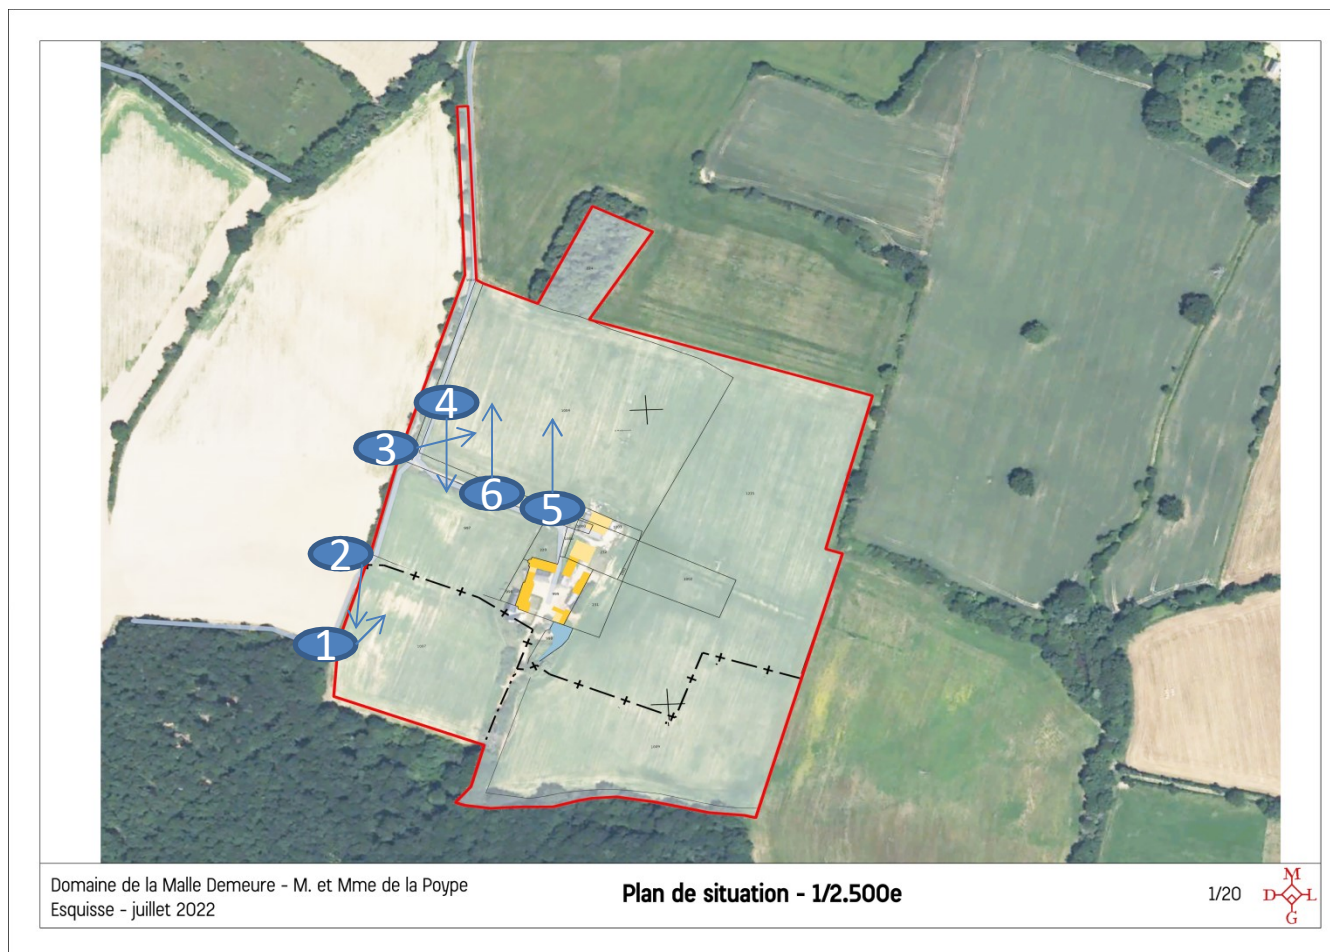 4
3
6
5
2
1
Domaine de la Malle Demeure - M. et Mme de la Poype
Esquisse - juillet 2022
Plan de situation - 1/2.500e
1/20
M
D L
G